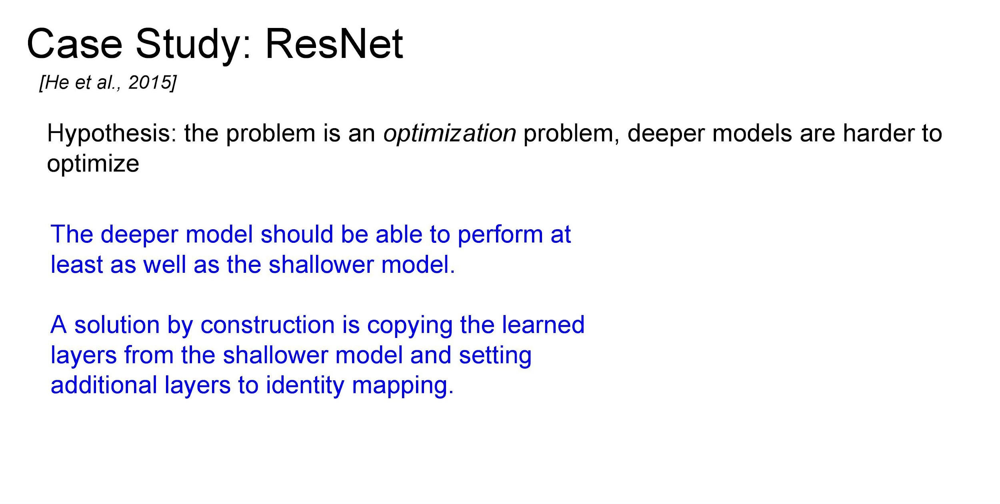 Case Study: ResNet
[He et al., 2015]
Hypothesis: the problem is an optimization problem, deeper models are harder to
optimize
The deeper model should be able to perform at
least as well as the shallower model.
A solution by construction is copying the learned
layers from the shallower model and setting
additional layers to identity mapping.